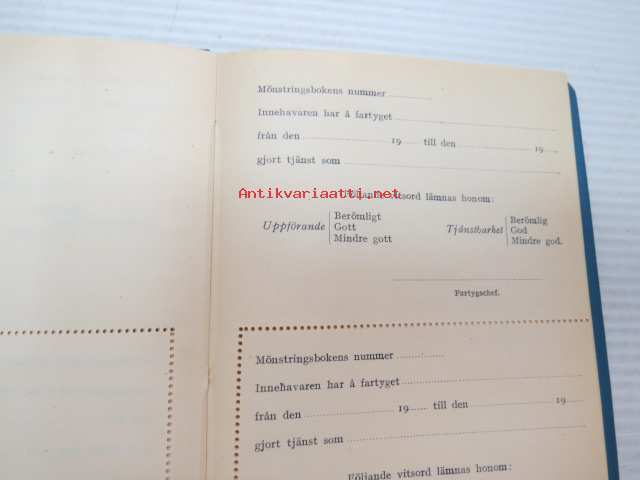 Mönstringsbokens nummer
Innehavaren har å fartyget
från den 19 till den 19
gjort tjänst som
Antikvariaatti.net
Följande vitsord lämnas honom:
Uppförande Berömligt Gott Mindre gott Tjänstbarhet Berömlig God Mindre god.
Fartygschef.
Mönstringsbokens nummer
Innehavaren har å fartyget
från den 19 till den 19
gjort tjänst som
Följande vitsord lämnas honom: